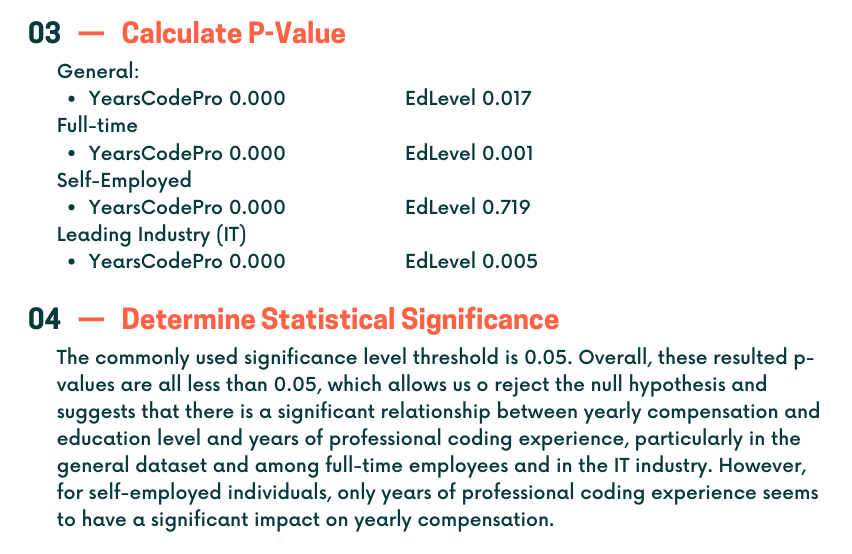 03 — Calculate P-Value
General:
• YearsCodePro 0.000 EdLevel 0.017
Full-time
• YearsCodePro 0.000 EdLevel 0.001
Self-Employed
• YearsCodePro 0.000 EdLevel 0.719
Leading Industry (IT)
• YearsCodePro 0.000 EdLevel 0.005
04 — Determine Statistical Significance
The commonly used significance level threshold is 0.05. Overall, these resulted p-
values are all less than 0.05, which allows us o reject the null hypothesis and
suggests that there is a significant relationship between yearly compensation and
education level and years of professional coding experience, particularly in the
general dataset and among full-time employees and in the IT industry. However,
for self-employed individuals, only years of professional coding experience seems
to have a significant impact on yearly compensation.